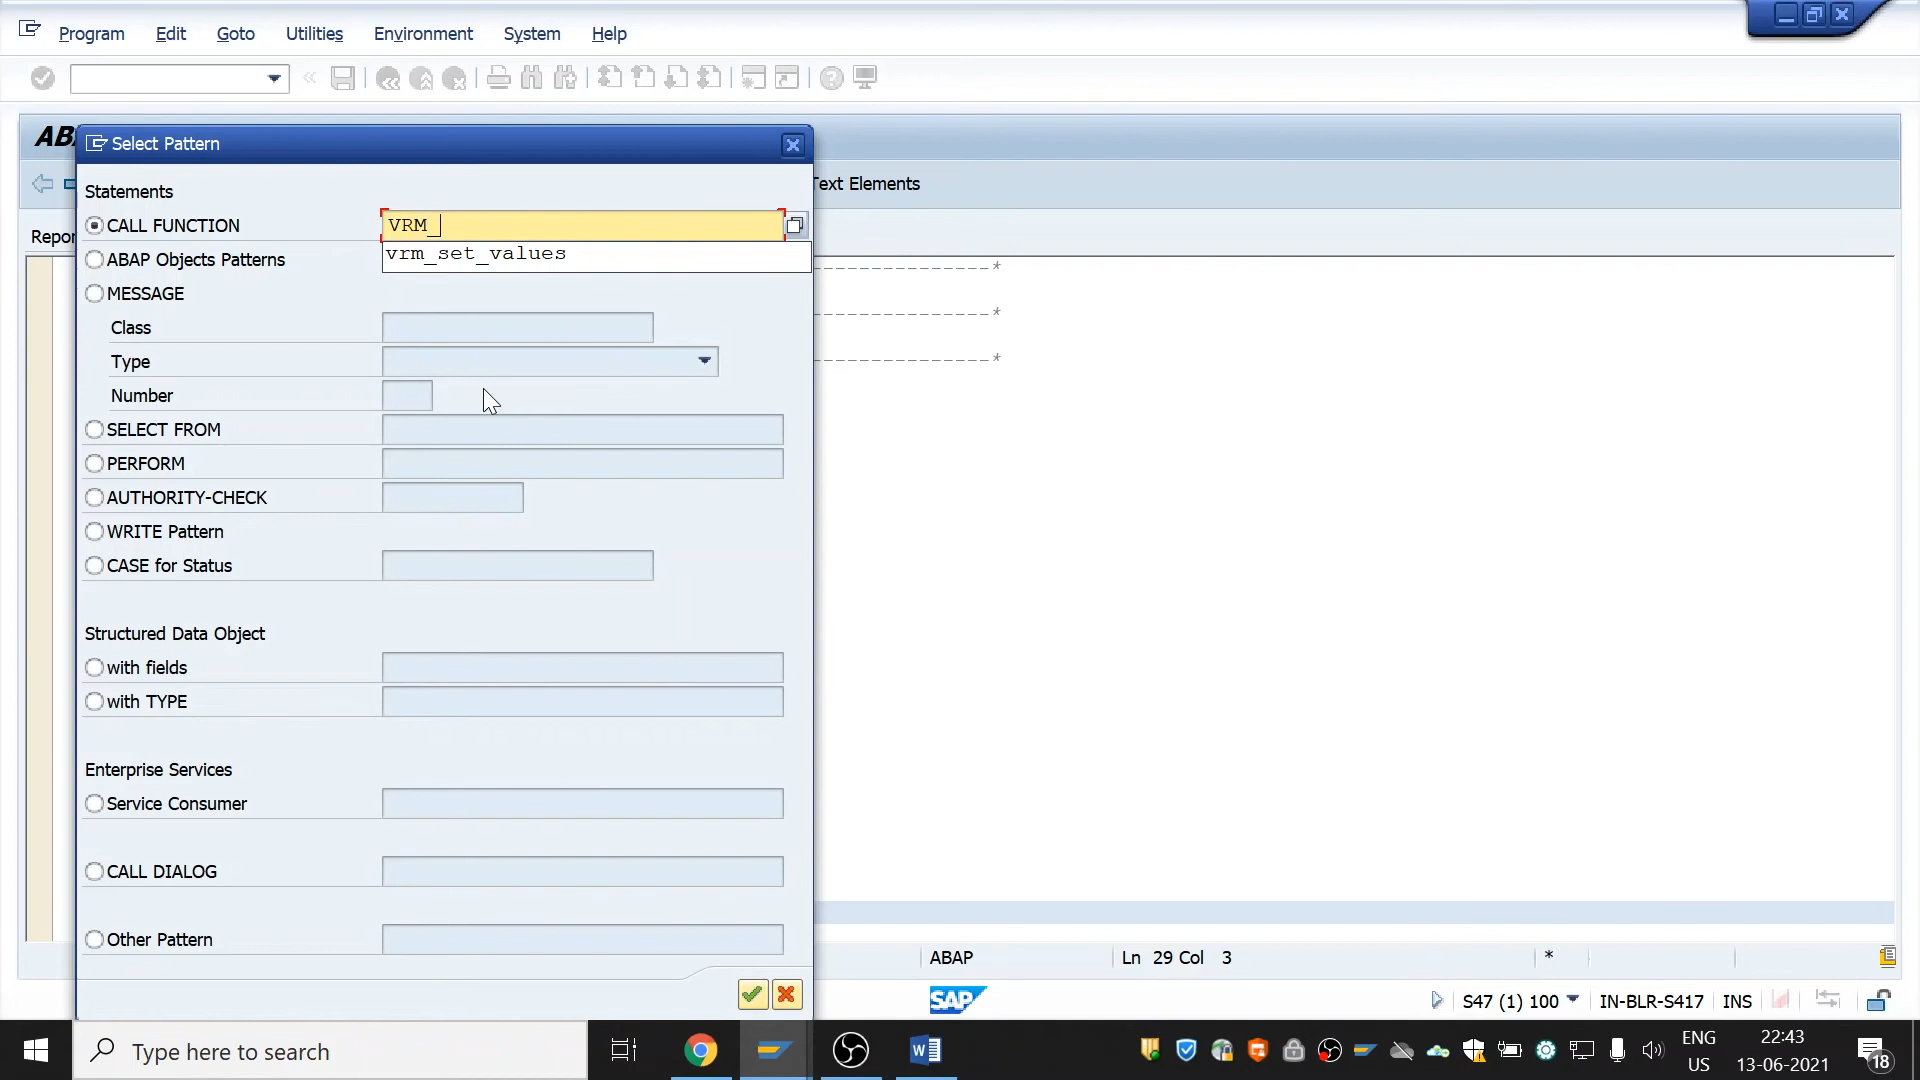 Program Edit Goto Utilities Environment System Help
Select Pattern
Statements
Text Elements
CALL FUNCTION VRM_
Repor
vrm_set_values
ABAP Objects Patterns
---------------*
MESSAGE
---------------*
Class
Type
---------------*
Number
SELECT FROM
PERFORM
AUTHORITY-CHECK
WRITE Pattern
CASE for Status
Structured Data Object
with fields
with TYPE
Enterprise Services
Service Consumer
CALL DIALOG
Other Pattern
ABAP Ln 29 Col 3 *
SAP S47 (1) 100 IN-BLR-S417 INS
Type here to search
ENG
US
22:43
13-06-2021
18